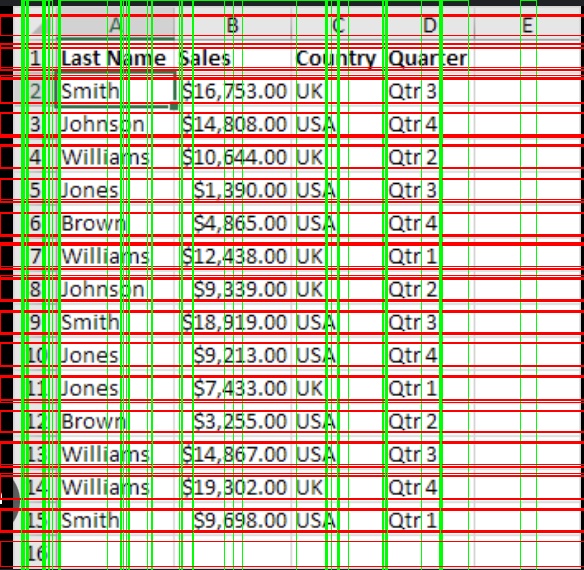 A B C D E
1 Last Name Sales Country Quarter
2 Smith $16,753.00 UK Qtr 3
3 Johnson $14,808.00 USA Qtr 4
4 Williams $10,644.00 UK Qtr 2
5 Jones $1,390.00 USA Qtr 3
6 Brown $4,865.00 USA Qtr 4
7 Williams $12,438.00 UK Qtr 1
8 Johnson $9,339.00 UK Qtr 2
9 Smith $18,919.00 USA Qtr 3
10 Jones $9,213.00 USA Qtr 4
11 Jones $7,433.00 UK Qtr 1
12 Brown $3,255.00 USA Qtr 2
13 Williams $14,867.00 USA Qtr 3
14 Williams $19,302.00 UK Qtr 4
15 Smith $9,698.00 USA Qtr 1
16